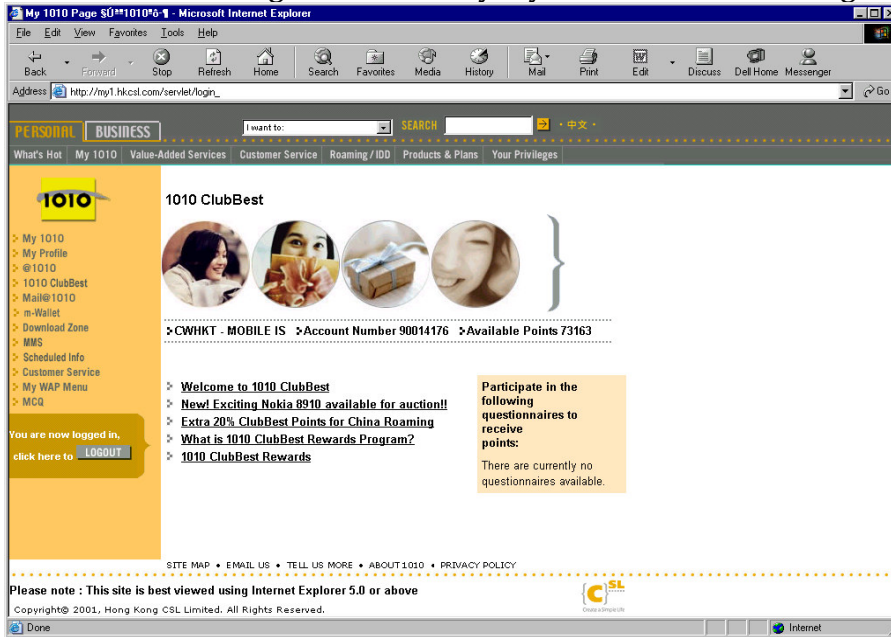 My 1010 Page §Úªº1010ºô-¶ - Microsoft Internet Explorer
File Edit View Favorites Tools Help
Back Forward Stop Refresh Home Search Favorites Media History Mail Print Edit Discuss Dell Home Messenger
Address http://my1.hkcsl.com/servlet/login_ Go
PERSONAL BUSINESS I want to: SEARCH 中文
What's Hot My 1010 Value-Added Services Customer Service Roaming / IDD Products & Plans Your Privileges
1010
My 1010
My Profile
@1010
1010 ClubBest
Mail@1010
m-Wallet
Download Zone
MMS
Scheduled Info
Customer Service
My WAP Menu
MCQ
You are now logged in,
click here to LOGOUT
1010 ClubBest
CWHKT - MOBILE IS Account Number 90014176 Available Points 73163
Welcome to 1010 ClubBest
New! Exciting Nokia 8910 available for auction!!
Extra 20% ClubBest Points for China Roaming
What is 1010 ClubBest Rewards Program?
1010 ClubBest Rewards
Participate in the
following
questionnaires to
receive
points:
There are currently no
questionnaires available.
SITE MAP • EMAIL US • TELL US MORE • ABOUT 1010 • PRIVACY POLICY
Please note : This site is best viewed using Internet Explorer 5.0 or above
Copyright© 2001, Hong Kong CSL Limited. All Rights Reserved.
{C}SL
Create a Simple Life
Done Internet